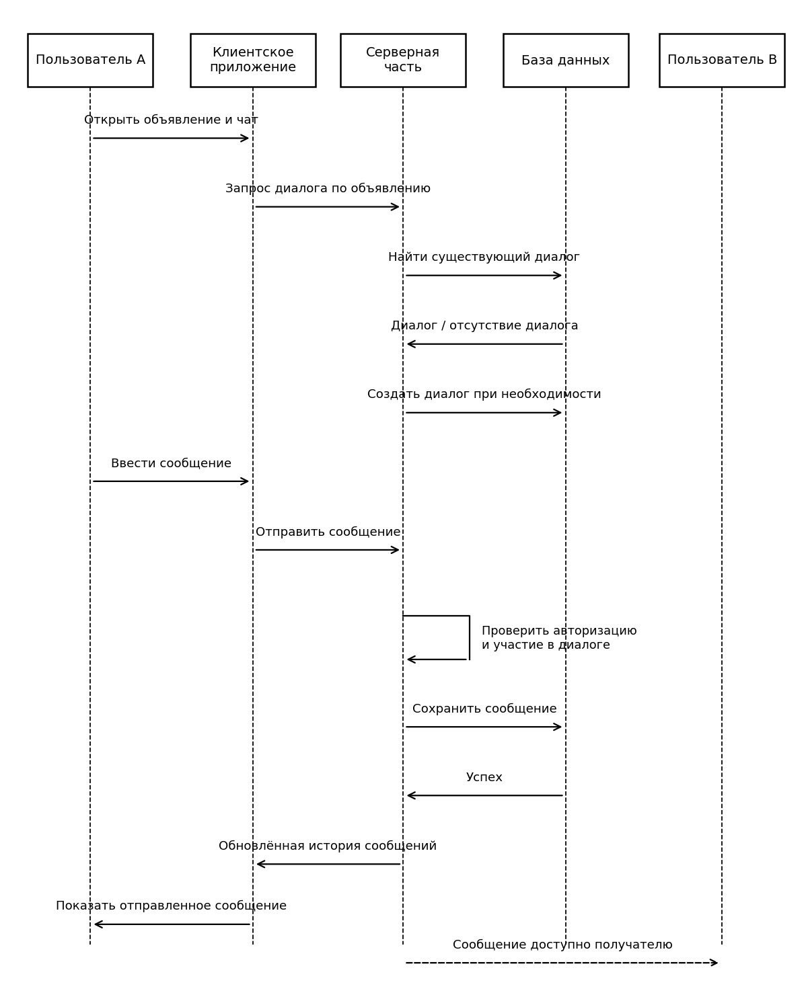 Пользователь A
Клиентское
приложение
Серверная
часть
База данных
Пользователь B
Открыть объявление и чат
Запрос диалога по объявлению
Найти существующий диалог
Диалог / отсутствие диалога
Создать диалог при необходимости
Ввести сообщение
Отправить сообщение
Проверить авторизацию
и участие в диалоге
Сохранить сообщение
Успех
Обновлённая история сообщений
Показать отправленное сообщение
Сообщение доступно получателю